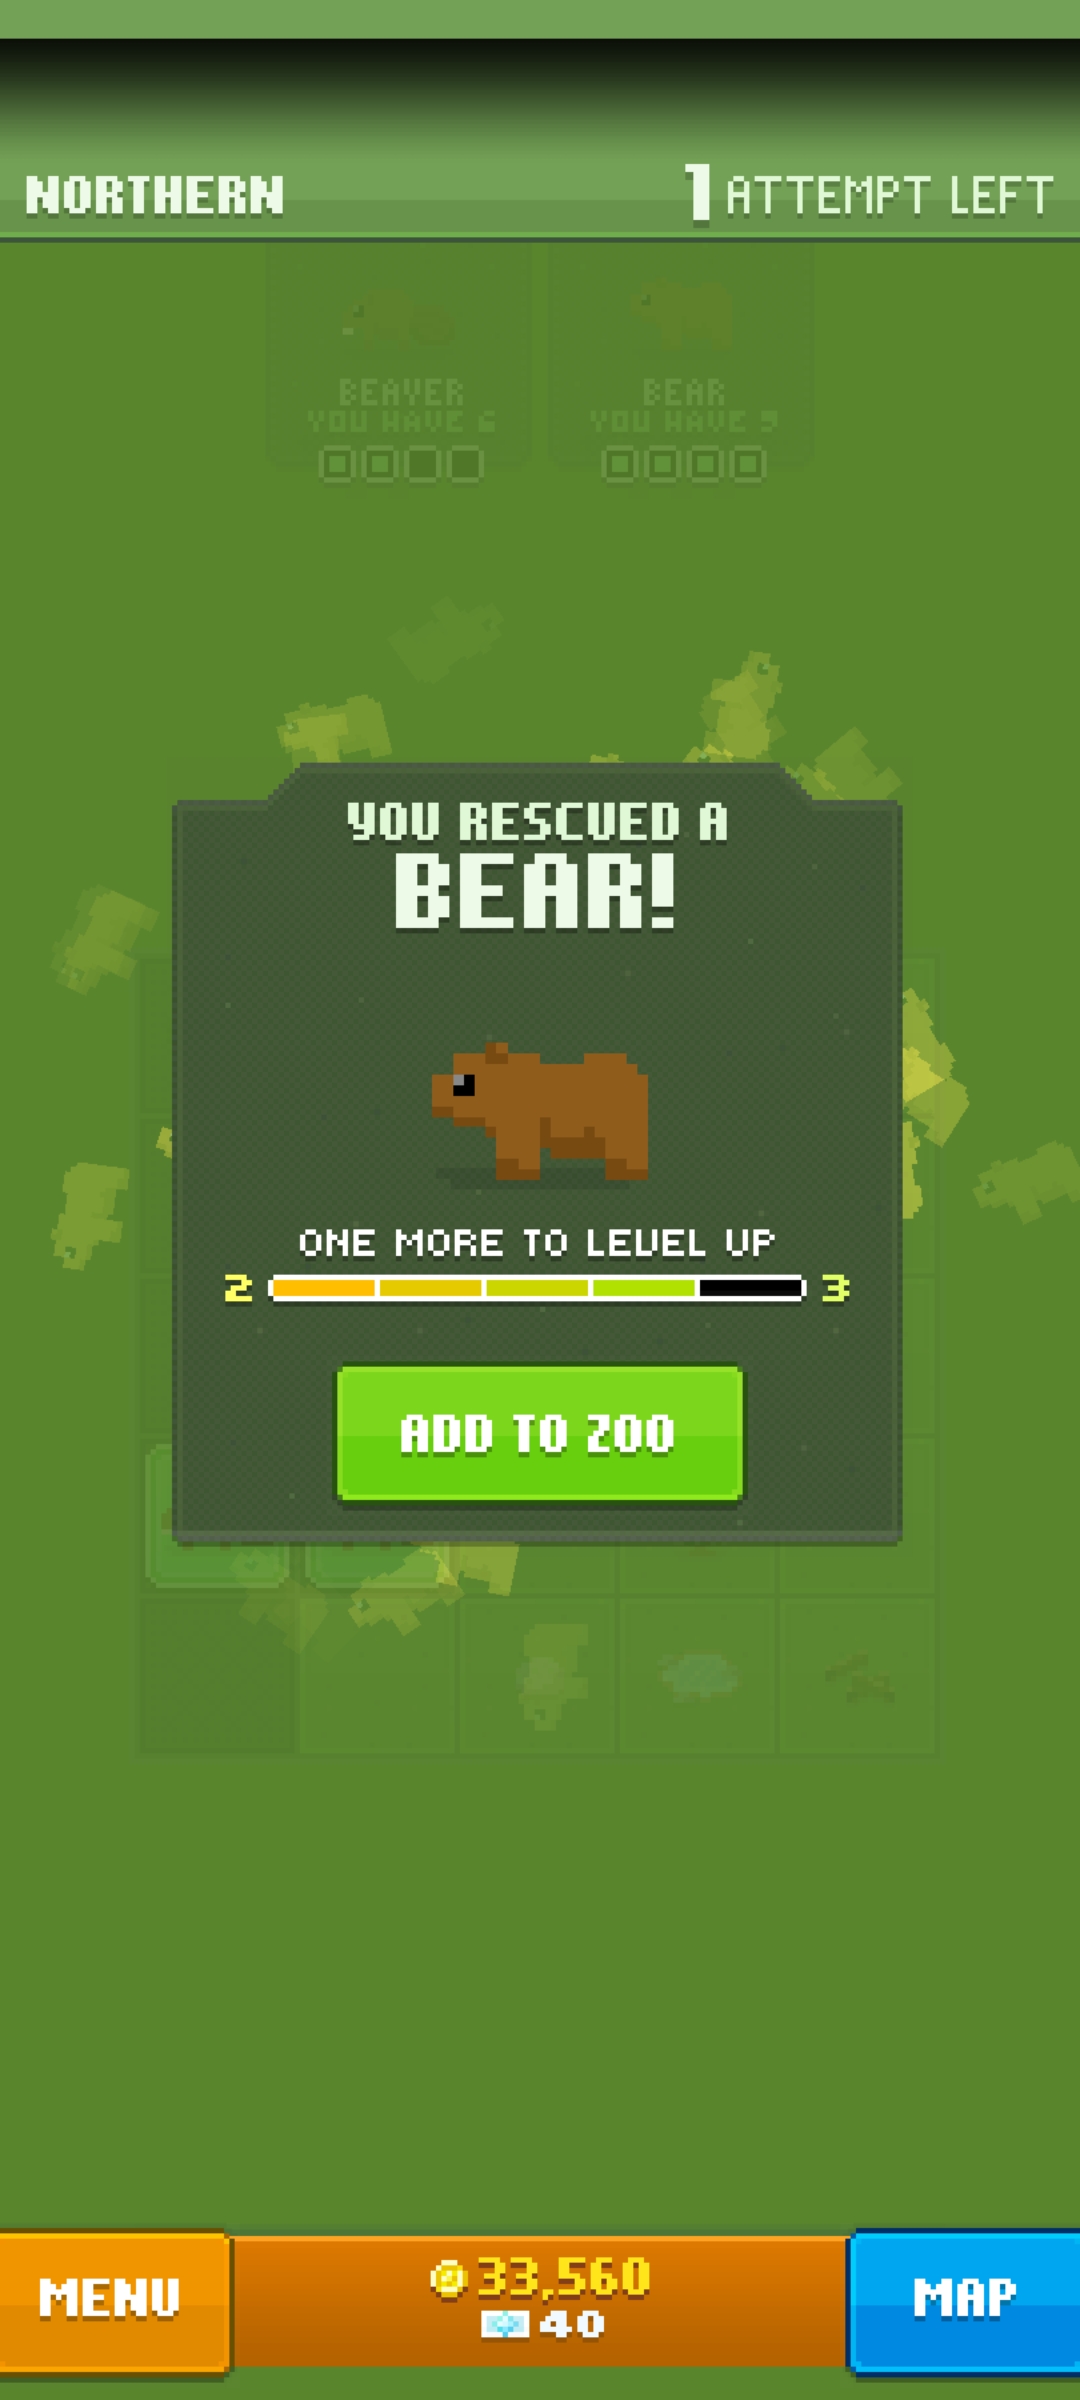 NORTHERN
1 ATTEMPT LEFT
BEAVER
YOU HAVE 6
BEAR
YOU HAVE 9
YOU RESCUED A
BEAR!
ONE MORE TO LEVEL UP
2 3
ADD TO ZOO
MENU
33,560
40
MAP